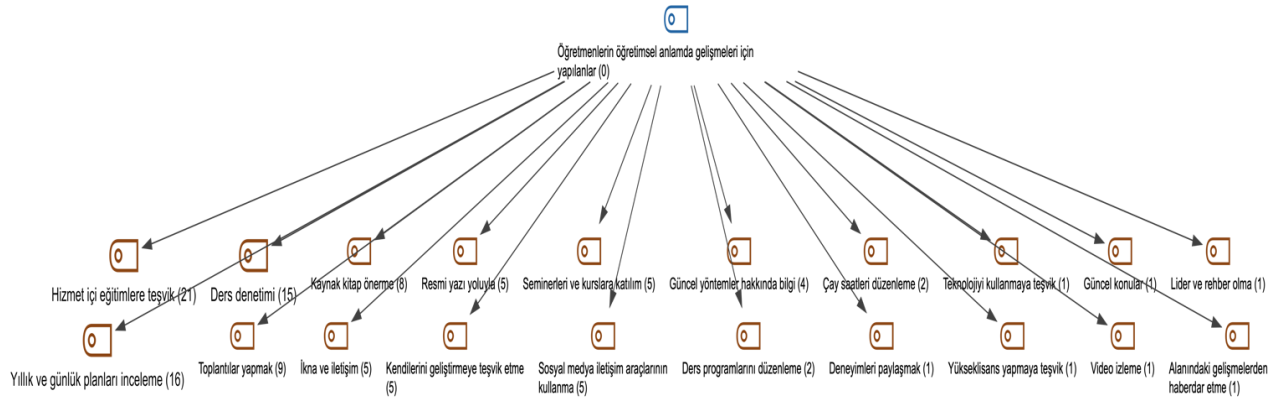 Öğretmenlerin öğretimsel anlamda gelişmeleri için
yapılanlar (0)
Hizmet içi eğitimlere teşvik (21)
Ders denetimi (15)
Kaynak kitap önerme (8)
Resmi yazı yoluyla (5)
Seminerleri ve kurslara katılım (5)
Güncel yöntemler hakkında bilgi (4)
Çay saatleri düzenleme (2)
Teknolojiyi kullanmaya teşvik (1)
Güncel konular (1)
Lider ve rehber olma (1)
Yıllık ve günlük planları inceleme (16)
Toplantılar yapmak (9)
İkna ve iletişim (5)
Kendilerini geliştirmeye teşvik etme
(5)
Sosyal medya iletişim araçlarının
kullanma (5)
Ders programlarını düzenleme (2)
Deneyimleri paylaşmak (1)
Yükseklisans yapmaya teşvik (1)
Video izleme (1)
Alanındaki gelişmelerden
haberdar etme (1)